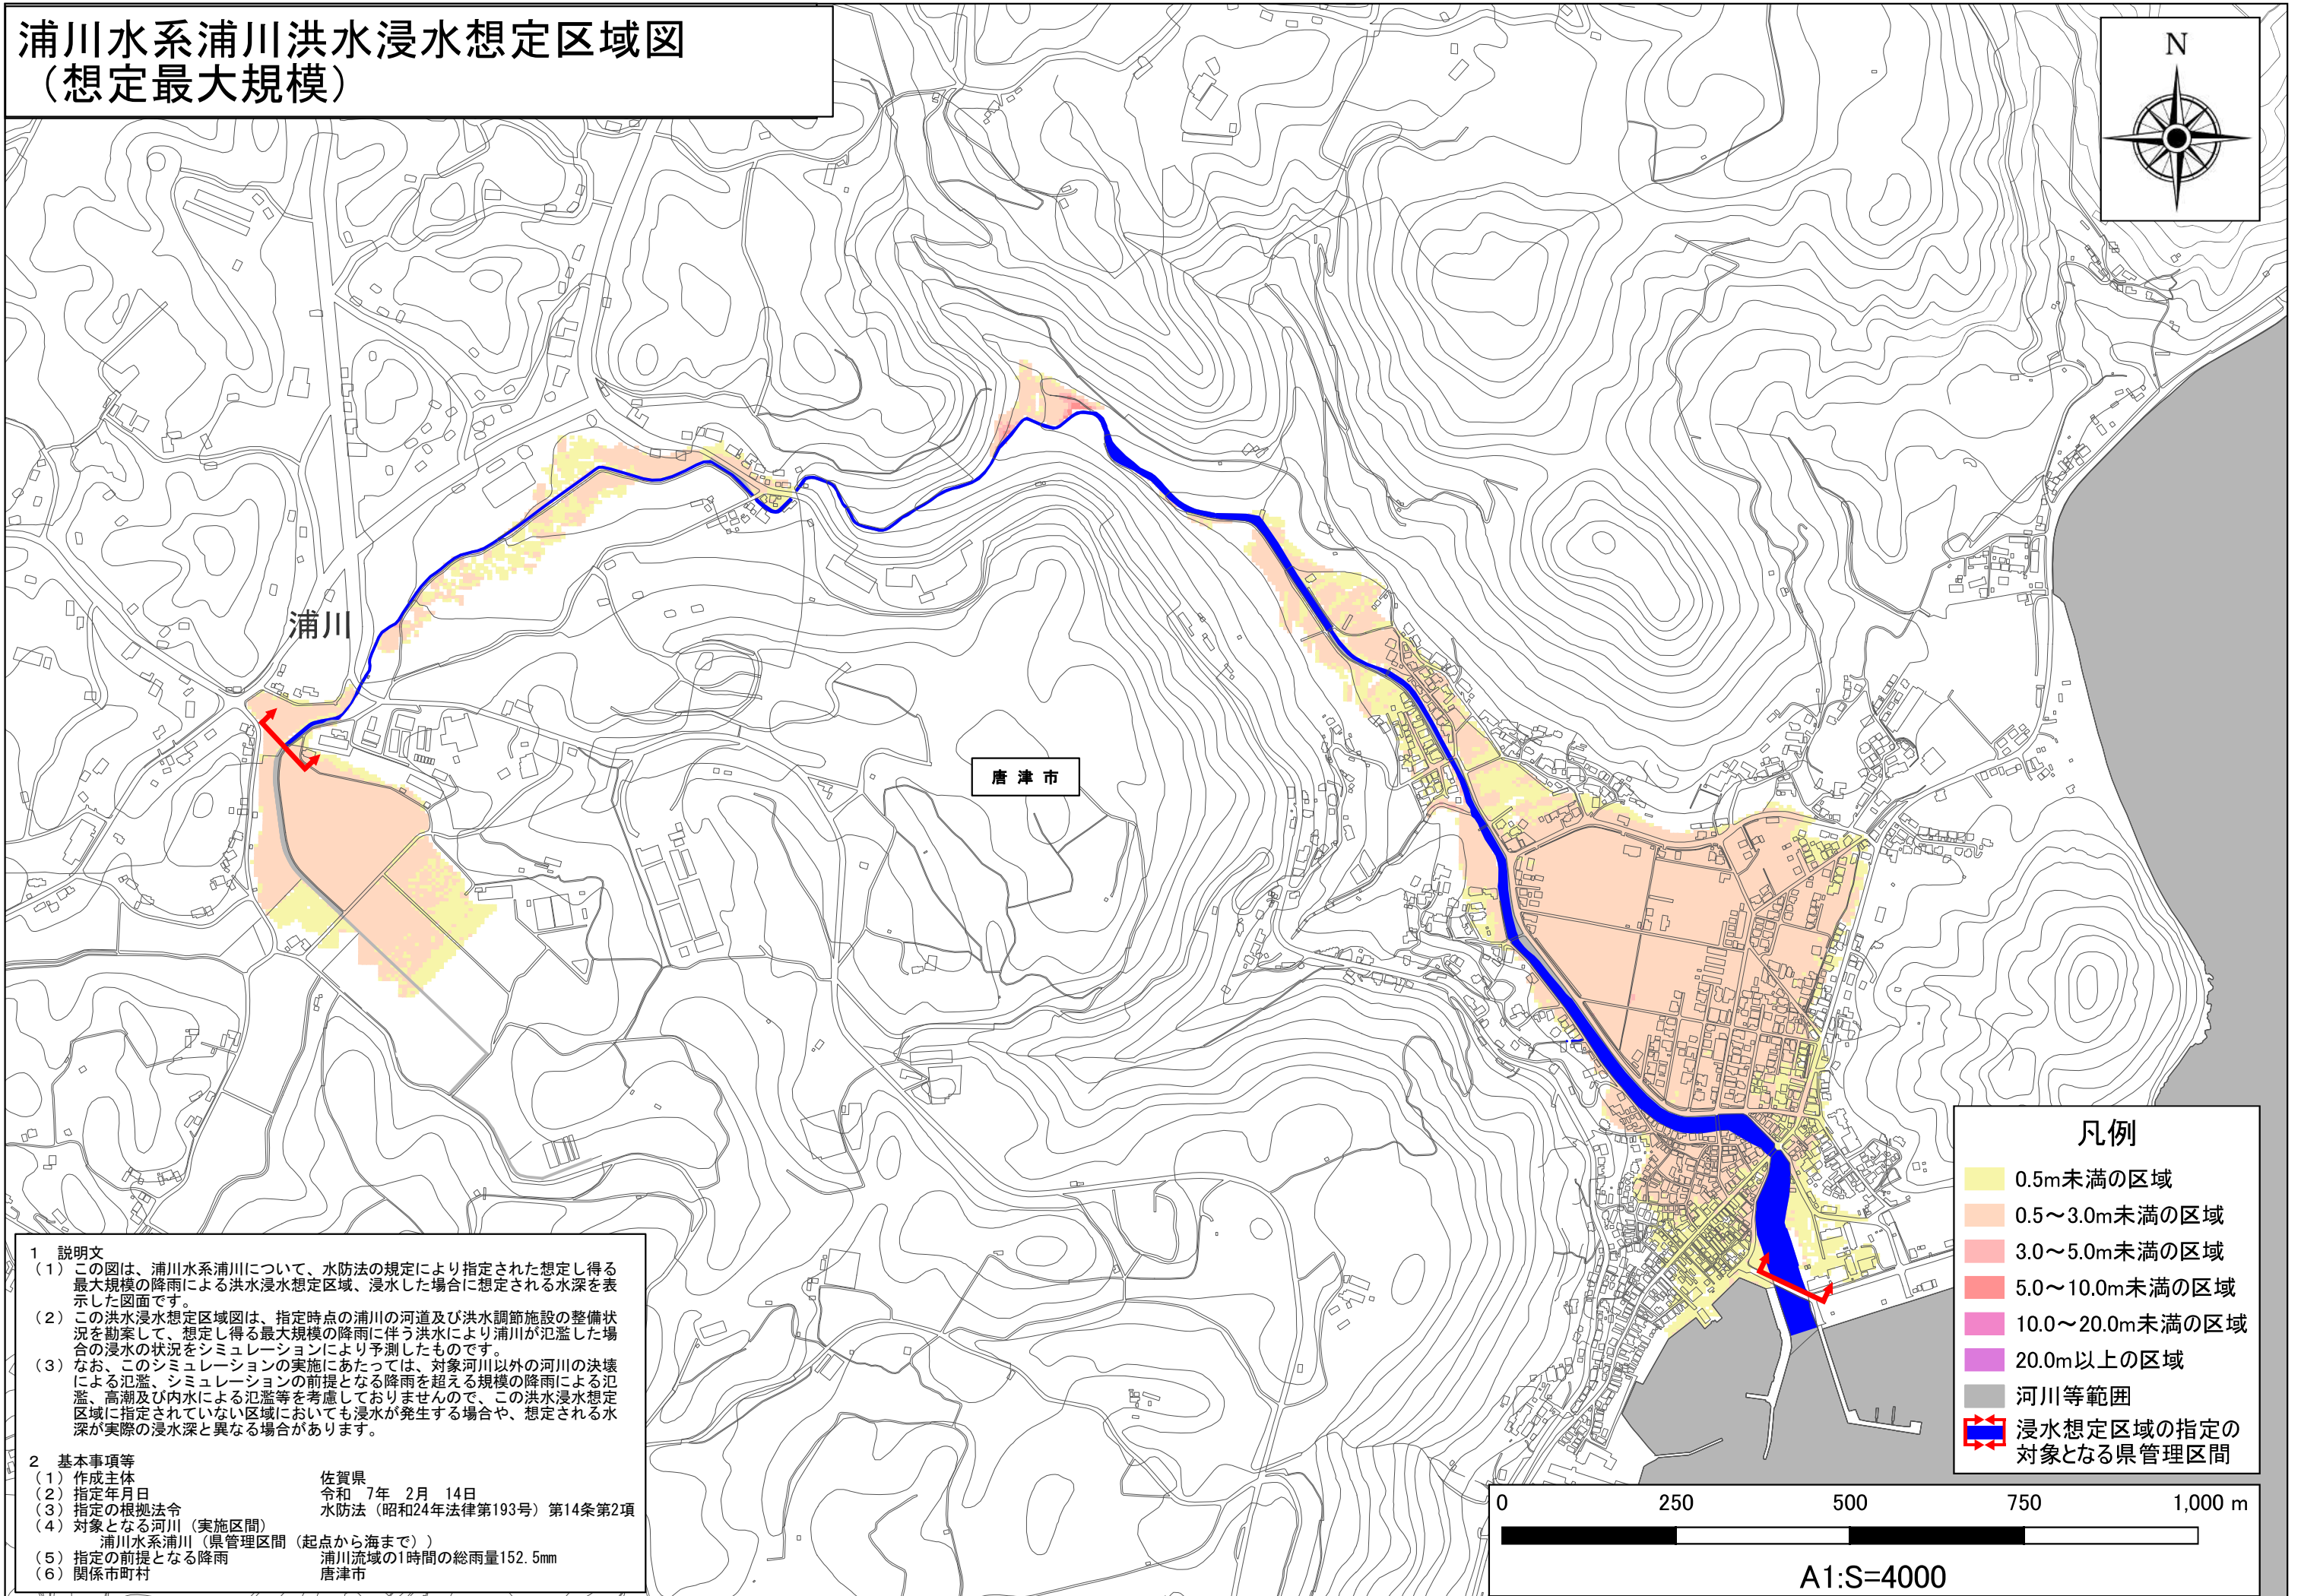 浦川水系浦川洪水浸水想定区域図
（想定最大規模）
N
浦川
唐津市
凡例
0.5m未満の区域
0.5～3.0m未満の区域
3.0～5.0m未満の区域
5.0～10.0m未満の区域
10.0～20.0m未満の区域
20.0m以上の区域
河川等範囲
浸水想定区域の指定の
対象となる県管理区間
1 説明文
（1）この図は、浦川水系浦川について、水防法の規定により指定された想定し得る
最大規模の降雨による洪水浸水想定区域、浸水した場合に想定される水深を表
示した図面です。
（2）この洪水浸水想定区域図は、指定時点の浦川の河道及び洪水調節施設の整備状
況を勘案して、想定し得る最大規模の降雨に伴う洪水により浦川が氾濫した場
合の浸水の状況をシミュレーションにより予測したものです。
（3）なお、このシミュレーションの実施にあたっては、対象河川以外の河川の決壊
による氾濫、シミュレーションの前提となる降雨を超える規模の降雨による氾
濫、高潮及び内水による氾濫等を考慮しておりませんので、この洪水浸水想定
区域に指定されていない区域においても浸水が発生する場合や、想定される水
深が実際の浸水深と異なる場合があります。
2 基本事項等
（1）作成主体 佐賀県
（2）指定年月日 令和 7年 2月 14日
（3）指定の根拠法令 水防法（昭和24年法律第193号）第14条第2項
（4）対象となる河川（実施区間）
浦川水系浦川（県管理区間（起点から海まで））
（5）指定の前提となる降雨 浦川流域の1時間の総雨量152.5mm
（6）関係市町村 唐津市
0 250 500 750 1,000 m
A1:S=4000